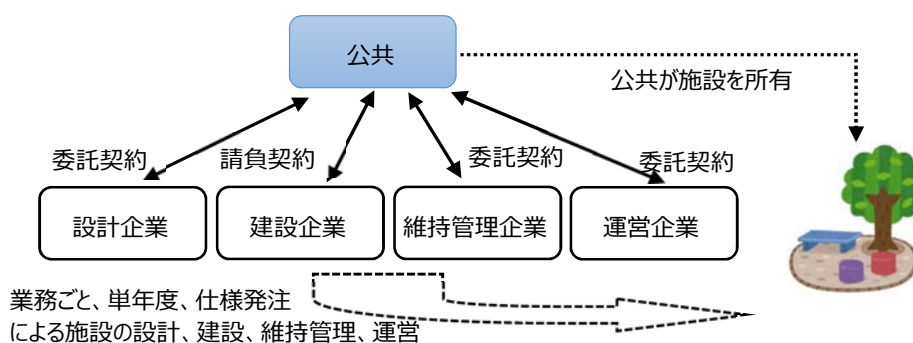 公共
公共が施設を所有
委託契約
請負契約
委託契約
委託契約
設計企業
建設企業
維持管理企業
運営企業
業務ごと、単年度、仕様発注
による施設の設計、建設、維持管理、運営